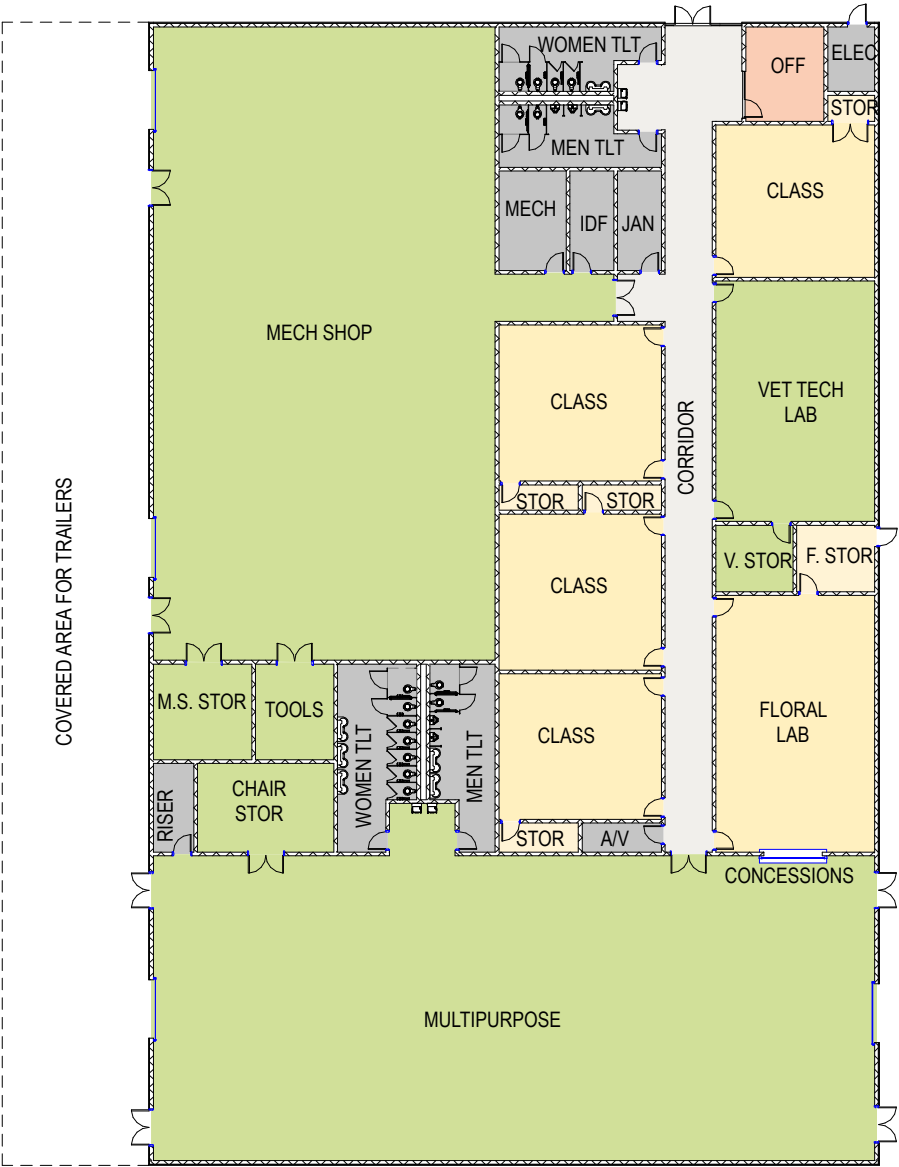 WOMEN TLT
OFF
ELEC
STOR
MEN TLT
CLASS
MECH
IDF
JAN
MECH SHOP
VET TECH
LAB
CLASS
CORRIDOR
STOR
STOR
COVERED AREA FOR TRAILERS
V. STOR
F. STOR
CLASS
M.S. STOR
TOOLS
FLORAL
LAB
CLASS
WOMEN TLT
MEN TLT
CHAIR
STOR
RISER
STOR
A/V
CONCESSIONS
MULTIPURPOSE